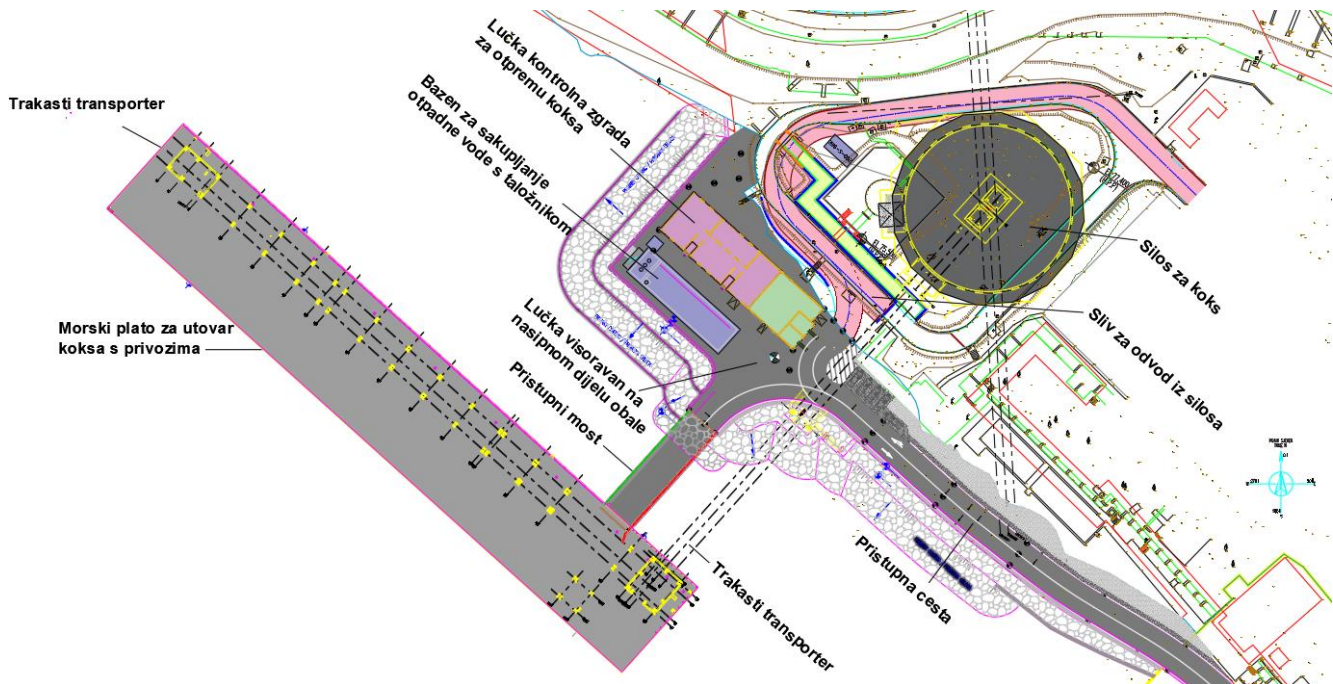 Lučka kontrolna zgrada
za otpremu koksa
Bazen za sakupljanje
otpadne vode s taložnikom
Trakasti transporter
Morski plato za utovar
koksa s privozima
Lučka visoravan na
nasipnom dijelu obale
Pristupni most
Silos za koks
Sliv za odvod iz silosa
Pristupna cesta
Trakasti transporter